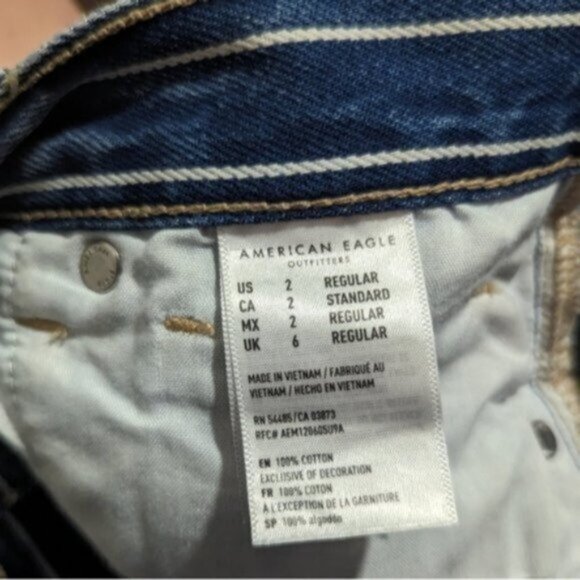 AMERICAN EAGLE
OUTFITTERS
US 2 REGULAR
CA 2 STANDARD
MX 2 REGULAR
UK 6 REGULAR
MADE IN VIETNAM / FABRIQUÉ AU
VIETNAM / HECHO EN VIETNAM
RN 54485/CA 03873
RFC# AEM120605U9A
EN 100% COTTON
EXCLUSIVE OF DECORATION
FR 100% COTON
A L'EXCEPTION DE LA GARNITURE
SP 100% algodón